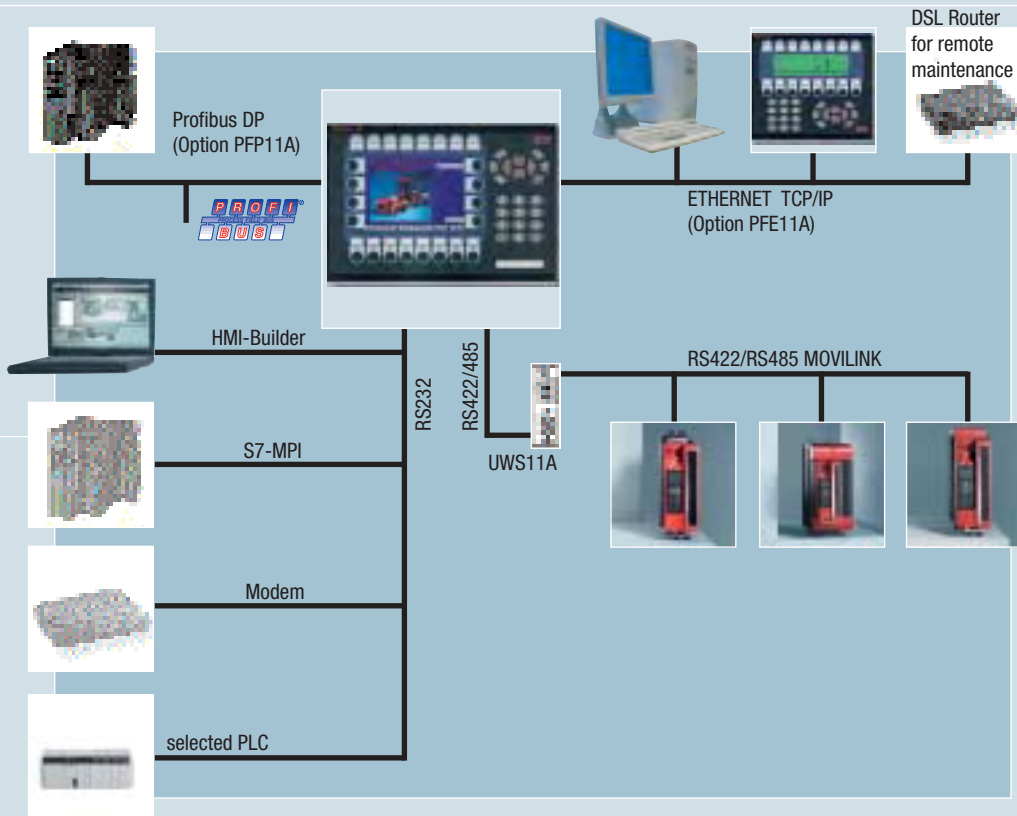 DSL Router
for remote
maintenance
Profibus DP
(Option PFP11A)
PROFI®
BUS
ETHERNET TCP/IP
(Option PFE11A)
HMI-Builder
RS232
RS422/485
RS422/RS485 MOVILINK
UWS11A
S7-MPI
Modem
selected PLC